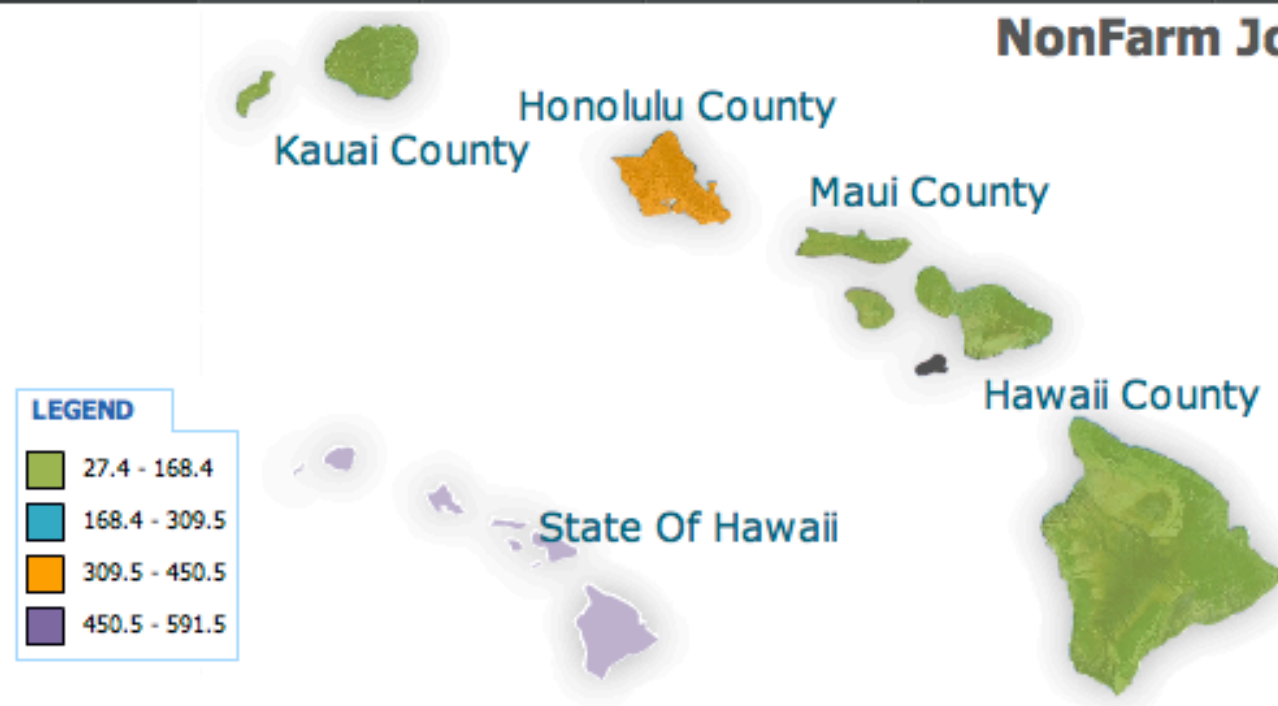 NonFarm
Honolulu County
Kauai County
Maui County
Hawaii County
LEGEND
27.4 - 168.4
168.4 - 309.5
309.5 - 450.5
450.5 - 591.5
State Of Hawaii